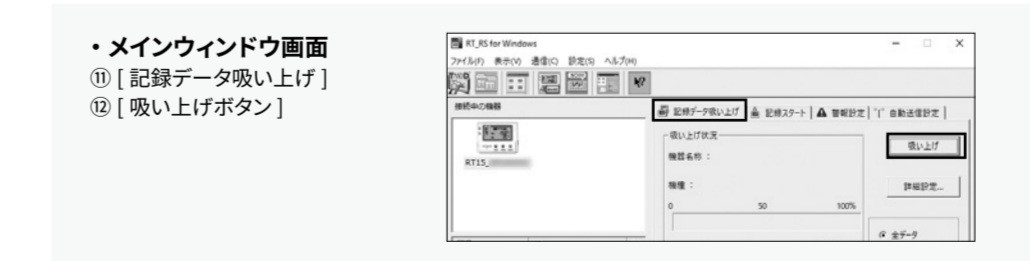 ・メインウィンドウ画面
⑪ [ 記録データ吸い上げ ]
⑫ [ 吸い上げボタン ]
RT_RS for Windows
ファイル(F) 表示(V) 通信(C) 設定(S) ヘルプ(H)
接続中の機器
RT15_
記録データ吸い上げ 記録スタート 警報設定 自動送信設定
吸い上げ状況
吸い上げ
機器名称 :
機種 :
詳細設定...
0 50 100%
全データ